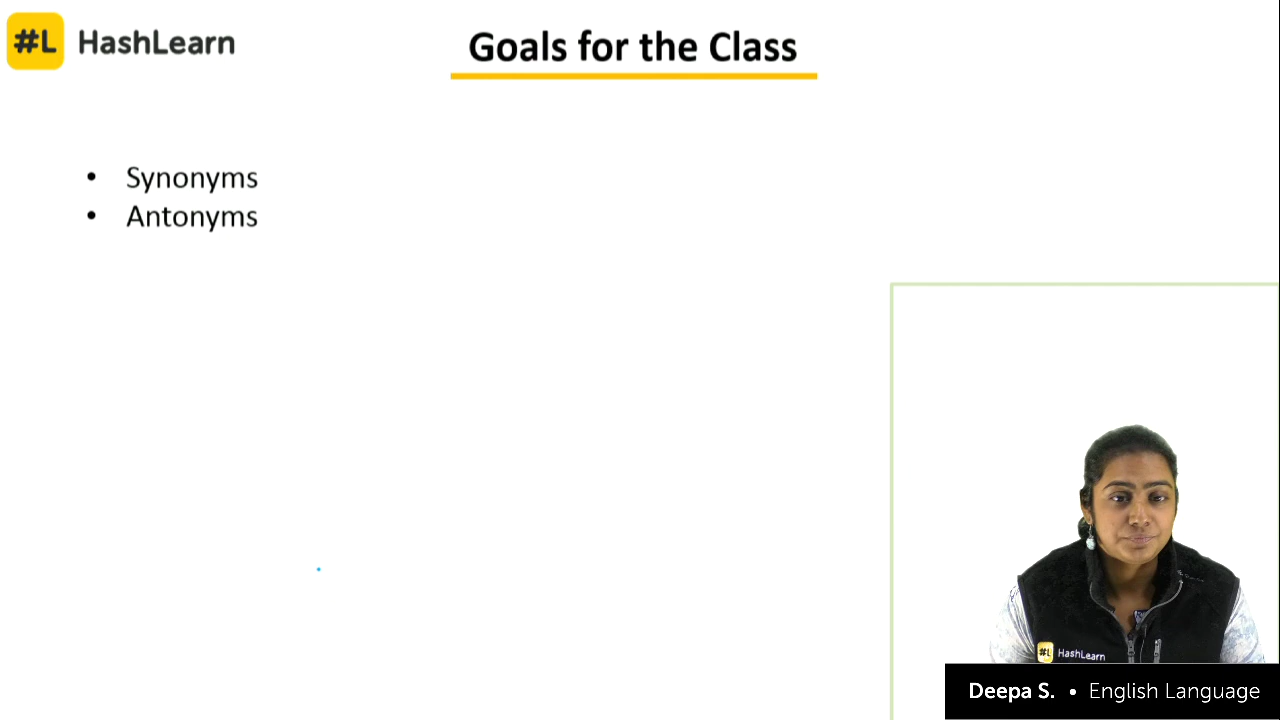 #L HashLearn
Goals for the Class
• Synonyms
• Antonyms
#L HashLearn
Deepa S. • English Language